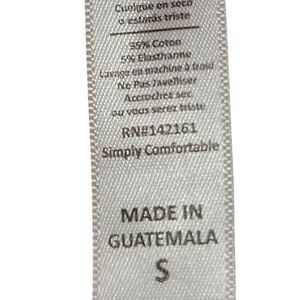 Cuelgue en seco
o estarás triste
95% Coton
5% Elasthanne
Lavage en machine à froid
Ne Pas Javelliser
Accrochez sec
ou vous serez triste
RN#142161
Simply Comfortable
MADE IN
GUATEMALA
S